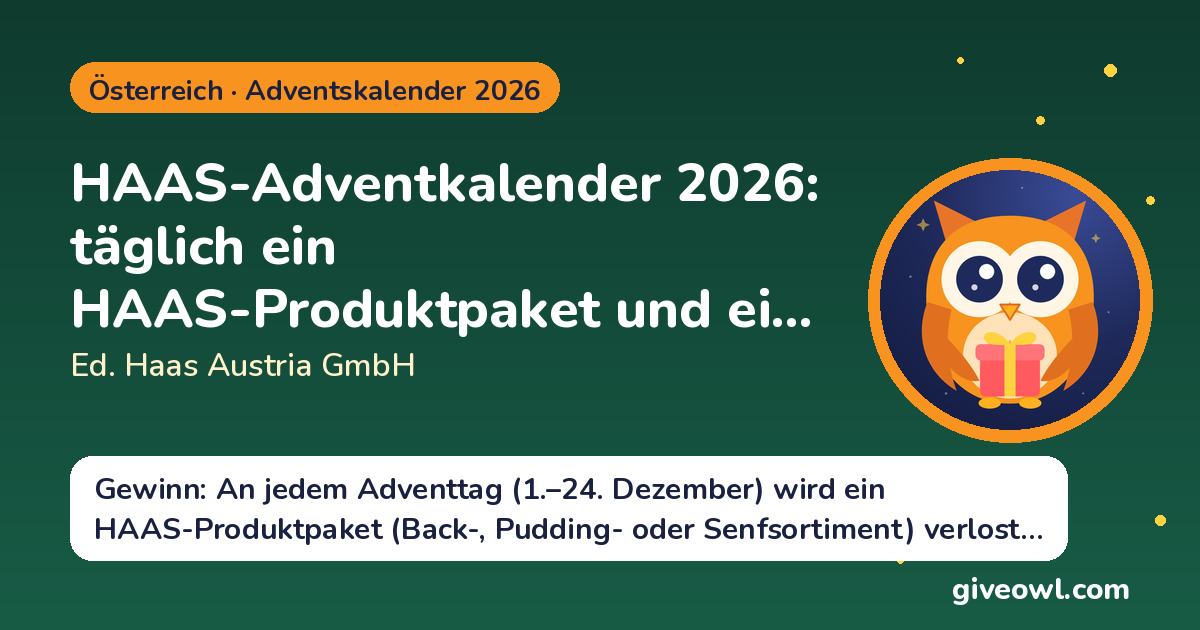 Österreich · Adventskalender 2026
HAAS-Adventkalender 2026:
täglich ein
HAAS-Produktpaket und ei...
Ed. Haas Austria GmbH
Gewinn: An jedem Adventtag (1.–24. Dezember) wird ein
HAAS-Produktpaket (Back-, Pudding- oder Senfsortiment) verlost...
giveowl.com